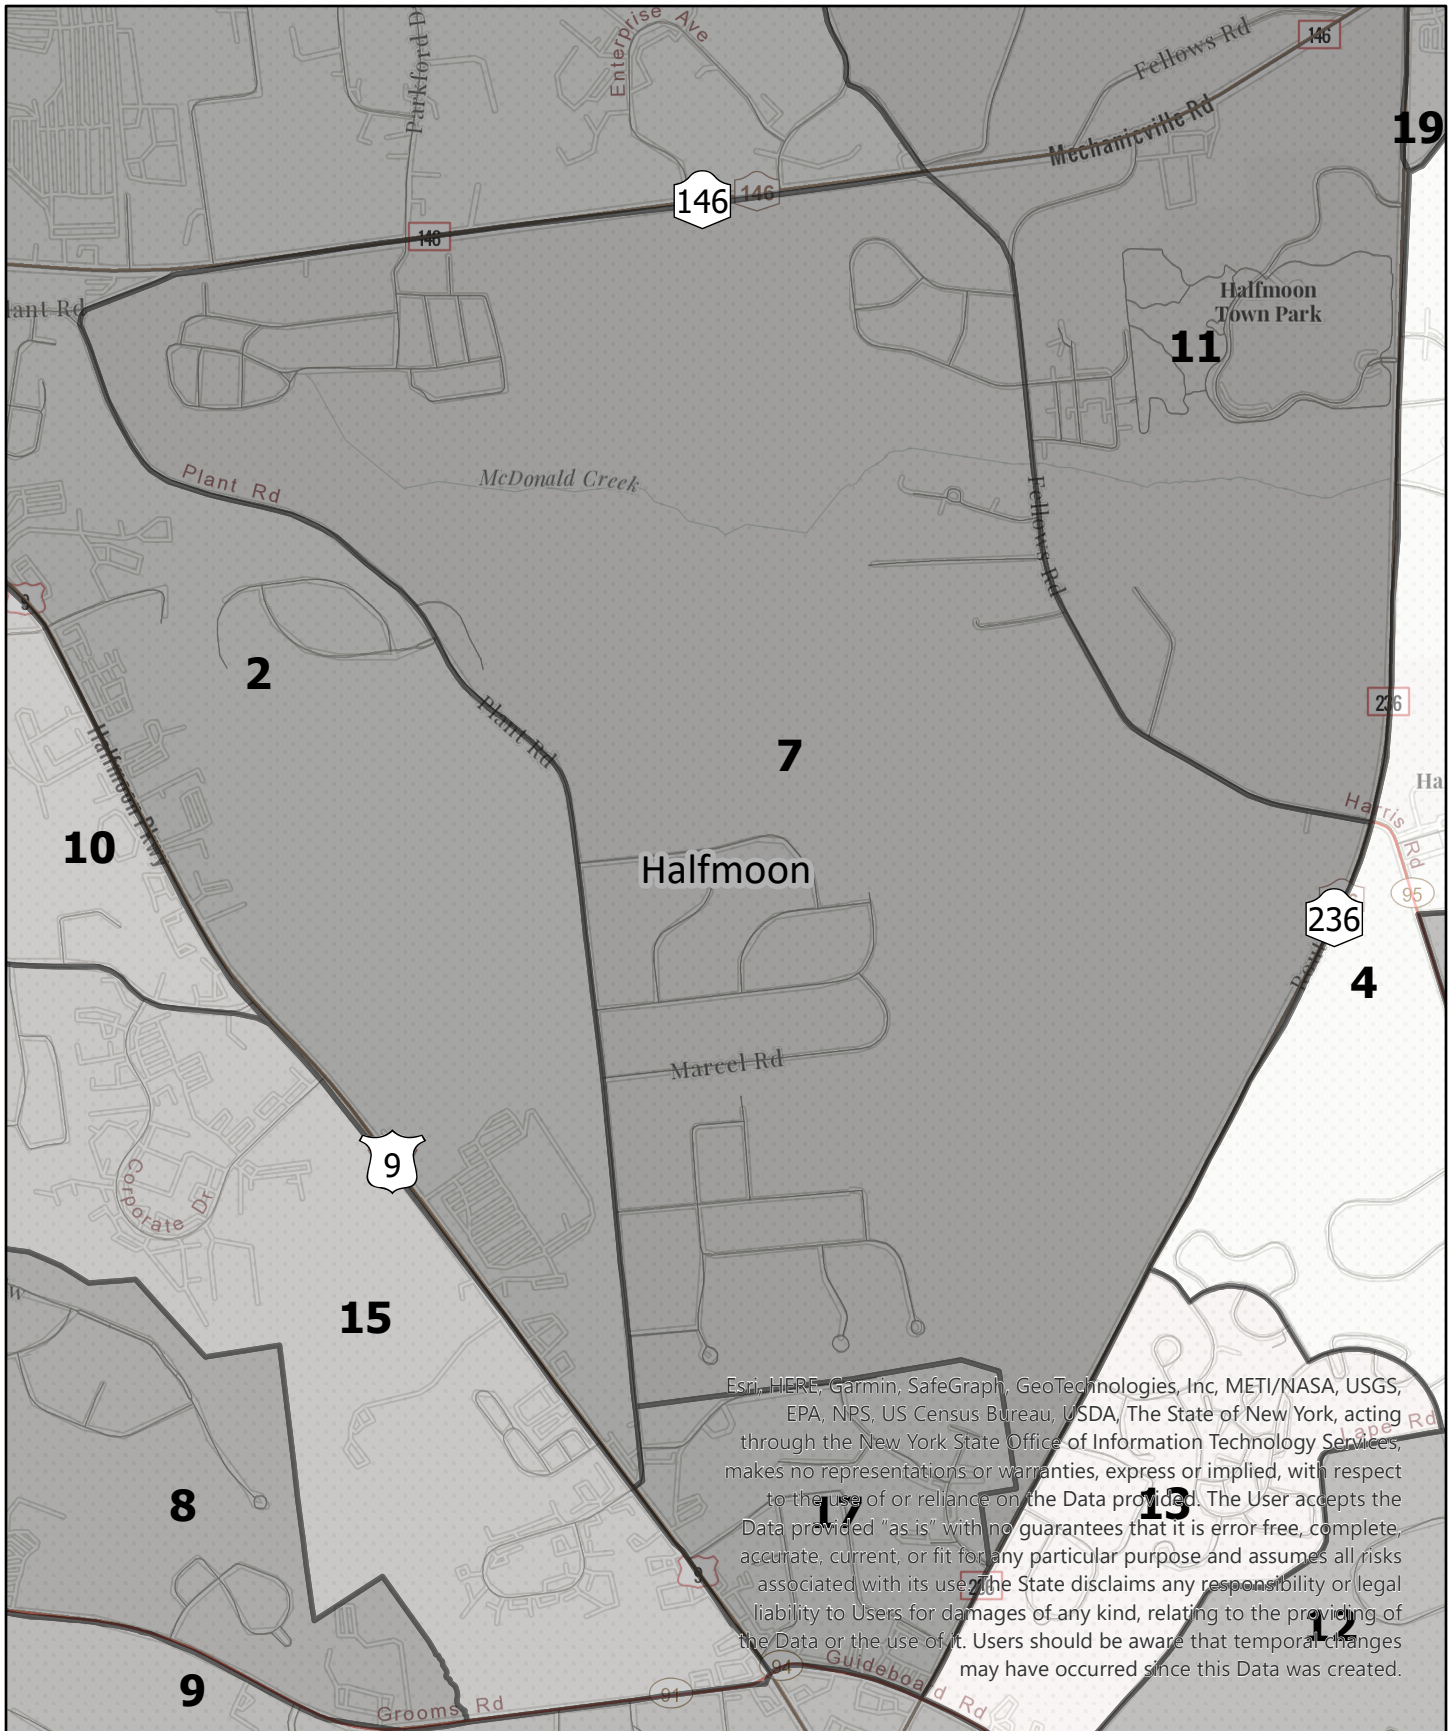 Parkford D
Enterprise Ave
Fellows Rd
146
Mechanicville Rd
19
146
146
146
Plant Rd
Halfmoon
Town Park
11
Plant Rd
McDonald Creek
Fellows Rd
9
2
236
Plant Rd
7
Halfmoon Pkwy
Ha
Harris Rd
10
Halfmoon
95
236
4
Marcel Rd
9
Corporate Dr
w
15
Esri, HERE, Garmin, SafeGraph, GeoTechnologies, Inc, METI/NASA, USGS,
EPA, NPS, US Census Bureau, USDA, The State of New York, acting
through the New York State Office of Information Technology Services,
makes no representations or warranties, express or implied, with respect
to the use of or reliance on the Data provided. The User accepts the
Data provided "as is" with no guarantees that it is error free, complete,
accurate, current, or fit for any particular purpose and assumes all risks
associated with its use. The State disclaims any responsibility or legal
liability to Users for damages of any kind, relating to the providing of
the Data or the use of it. Users should be aware that temporal changes
may have occurred since this Data was created.
Lape Rd
8
17
13
9
236
12
94
Guideboard Rd
9
91
Grooms Rd